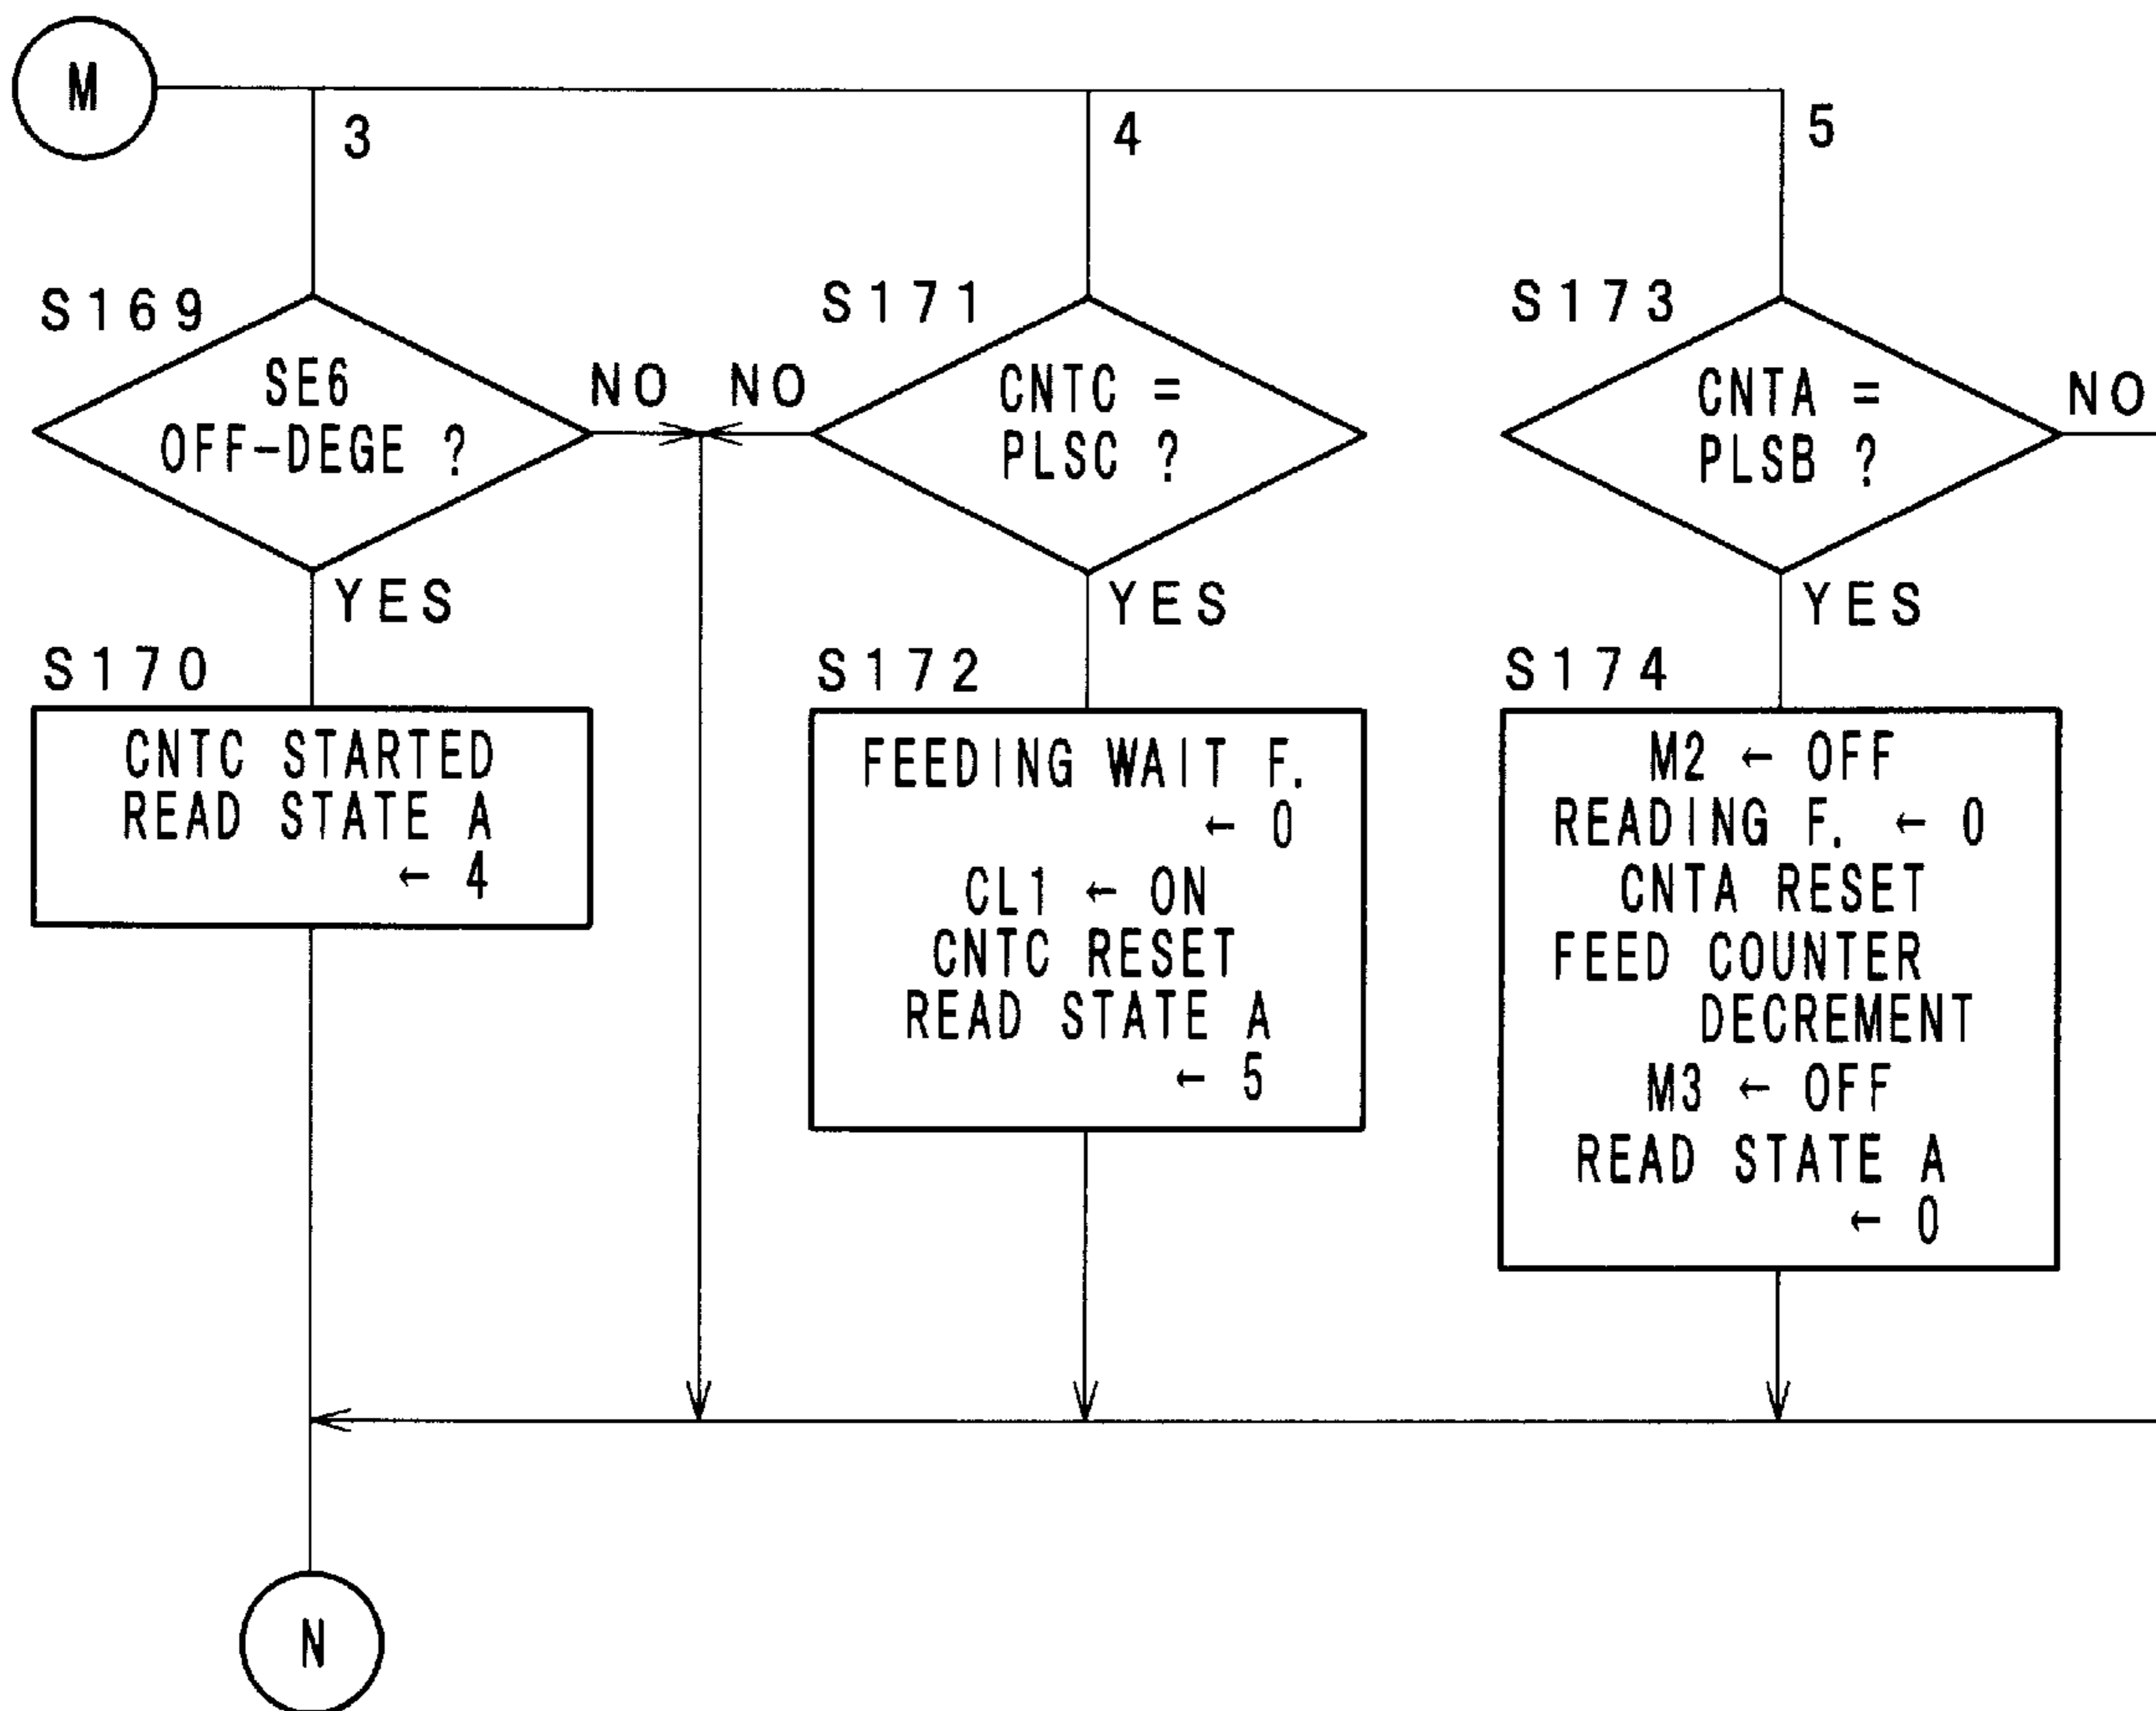 M
3
4
5
S169
SE6
OFF-DEGE ?
NO
YES
S170
CNTC STARTED
READ STATE A
← 4
S171
CNTC =
PLSC ?
NO
YES
S172
FEEDING WAIT F.
← 0
CL1 ← ON
CNTC RESET
READ STATE A
← 5
S173
CNTA =
PLSB ?
NO
YES
S174
M2 ← OFF
READING F. ← 0
CNTA RESET
FEED COUNTER
DECREMENT
M3 ← OFF
READ STATE A
← 0
N